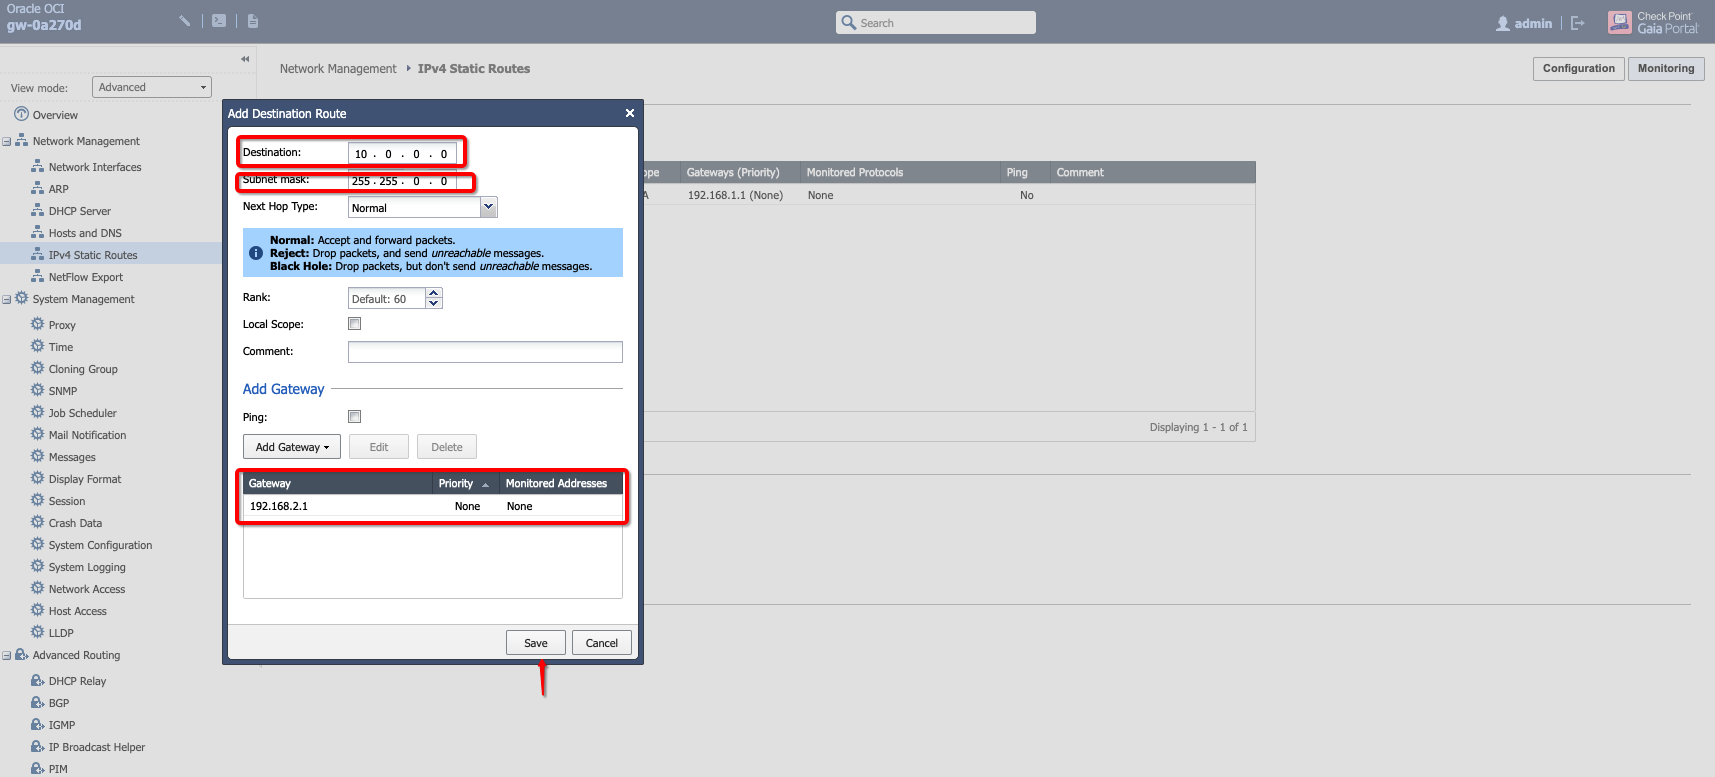 Oracle OCI
gw-0a270d
Search
admin
Check Point
Gaia Portal
View mode: Advanced
Network Management IPv4 Static Routes
Configuration Monitoring
Overview
Network Management
Network Interfaces
ARP
DHCP Server
Hosts and DNS
IPv4 Static Routes
NetFlow Export
System Management
Proxy
Time
Cloning Group
SNMP
Job Scheduler
Mail Notification
Messages
Display Format
Session
Crash Data
System Configuration
System Logging
Network Access
Host Access
LLDP
Advanced Routing
DHCP Relay
BGP
IGMP
IP Broadcast Helper
PIM
Add Destination Route
Destination: 10 . 0 . 0 . 0
Subnet mask: 255 . 255 . 0 . 0
Next Hop Type: Normal
Normal: Accept and forward packets.
Reject: Drop packets, and send unreachable messages.
Black Hole: Drop packets, but don't send unreachable messages.
Rank: Default: 60
Local Scope:
Comment:
Add Gateway
Ping:
Add Gateway Edit Delete
Gateway Priority Monitored Addresses
192.168.2.1 None None
Save Cancel
ope Gateways (Priority) Monitored Protocols Ping Comment
A 192.168.1.1 (None) None No
Displaying 1 - 1 of 1